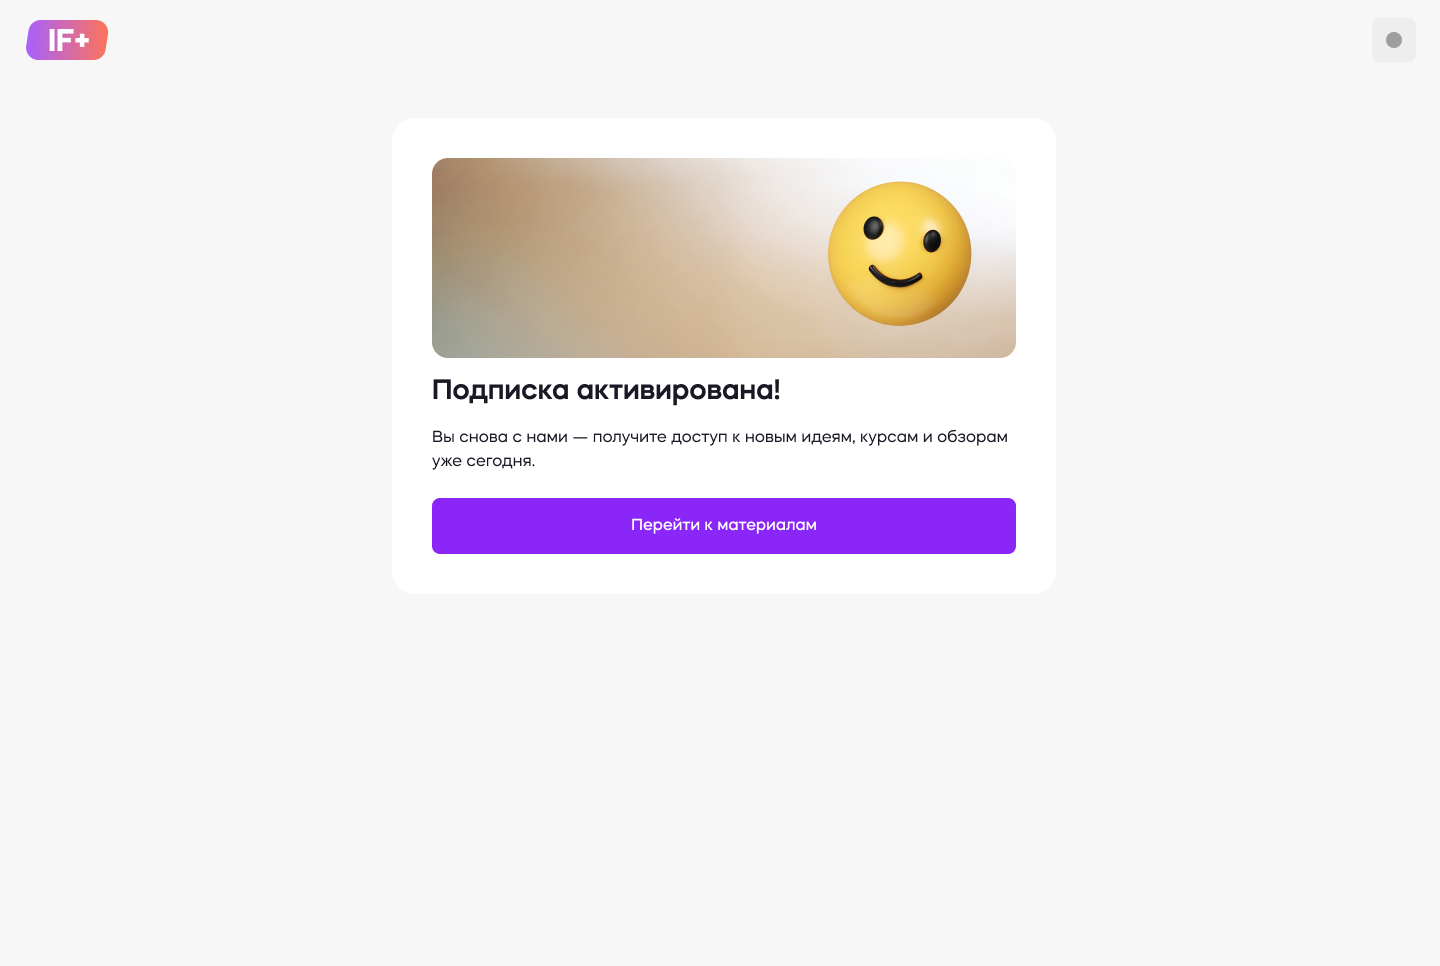 IF+
Подписка активирована!
Вы снова с нами — получите доступ к новым идеям, курсам и обзорам
уже сегодня.
Перейти к материалам